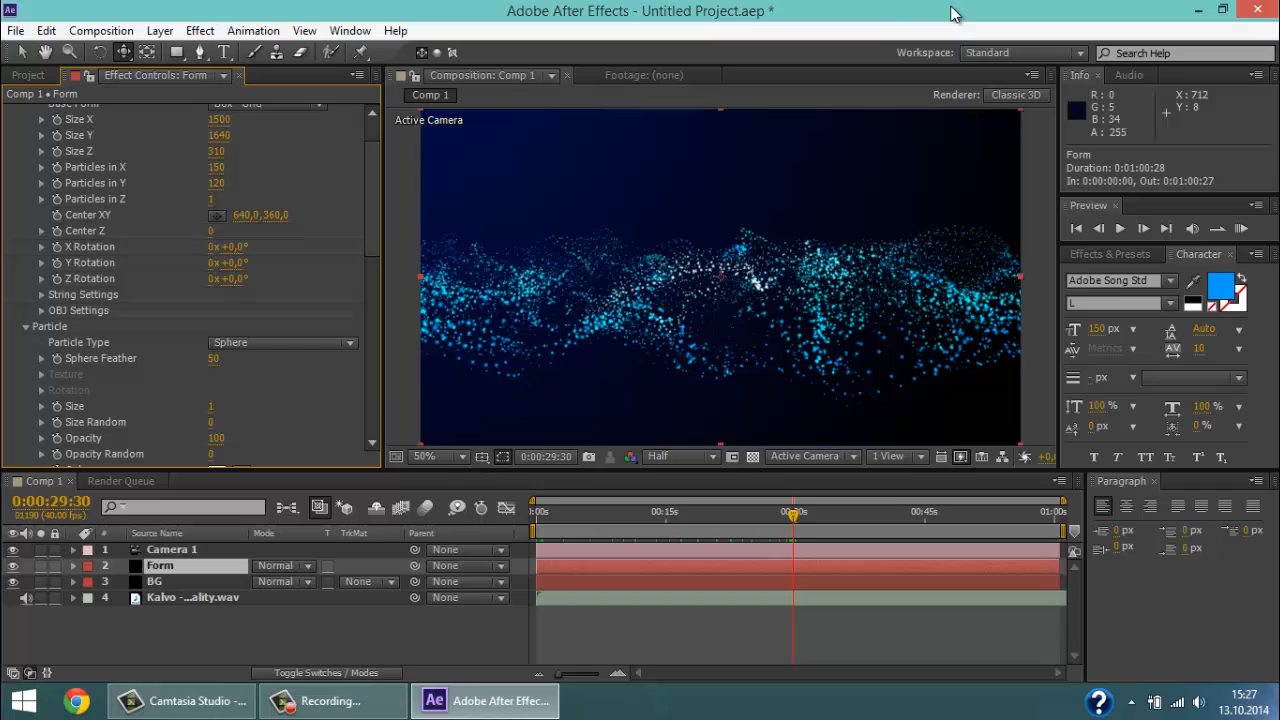 Ae Adobe After Effects - Untitled Project.aep *
File Edit Composition Layer Effect Animation View Window Help
Workspace: Standard Search Help
Project Effect Controls: Form Composition: Comp 1 Footage: (none) Info Audio
Comp 1 • Form
Comp 1 Renderer: Classic 3D
Active Camera
Base Form Box - Grid
Size X 1500
Size Y 1640
Size Z 310
Particles in X 150
Particles in Y 120
Particles in Z 1
Center XY 640,0,360,0
Center Z 0
X Rotation 0x+0,0°
Y Rotation 0x+0,0°
Z Rotation 0x+0,0°
String Settings
OBJ Settings
Particle
Particle Type Sphere
Sphere Feather 50
Texture
Rotation
Size 1
Size Random 0
Opacity 100
Opacity Random 0
50% 0:00:29:30 Half Active Camera 1 View +0,
R : 0 X : 712
G : 5 Y : 8
B : 34
A : 255
Form
Duration: 0:01:00:28
In: 0:00:00:00, Out: 0:01:00:27
Preview
Effects & Presets Character
Adobe Song Std
L
150 px Auto
Metrics 10
- px
100 % 100 %
0 px 0 %
T T TT Tr T¹ T₁
Comp 1 Render Queue
0:00:29:30
01190 (40.00 fps)
# Source Name Mode T TrkMat Parent
:00s 00:15s 00:30s 00:45s 01:00s
1 Camera 1 None
2 Form Normal None
3 BG Normal None None
4 Kalvo -...ality.wav None
Toggle Switches / Modes
Paragraph
0 px 0 px 0 px
0 px 0 px
Camtasia Studio -... Recording... Ae Adobe After Effec...
? 15:27
13.10.2014